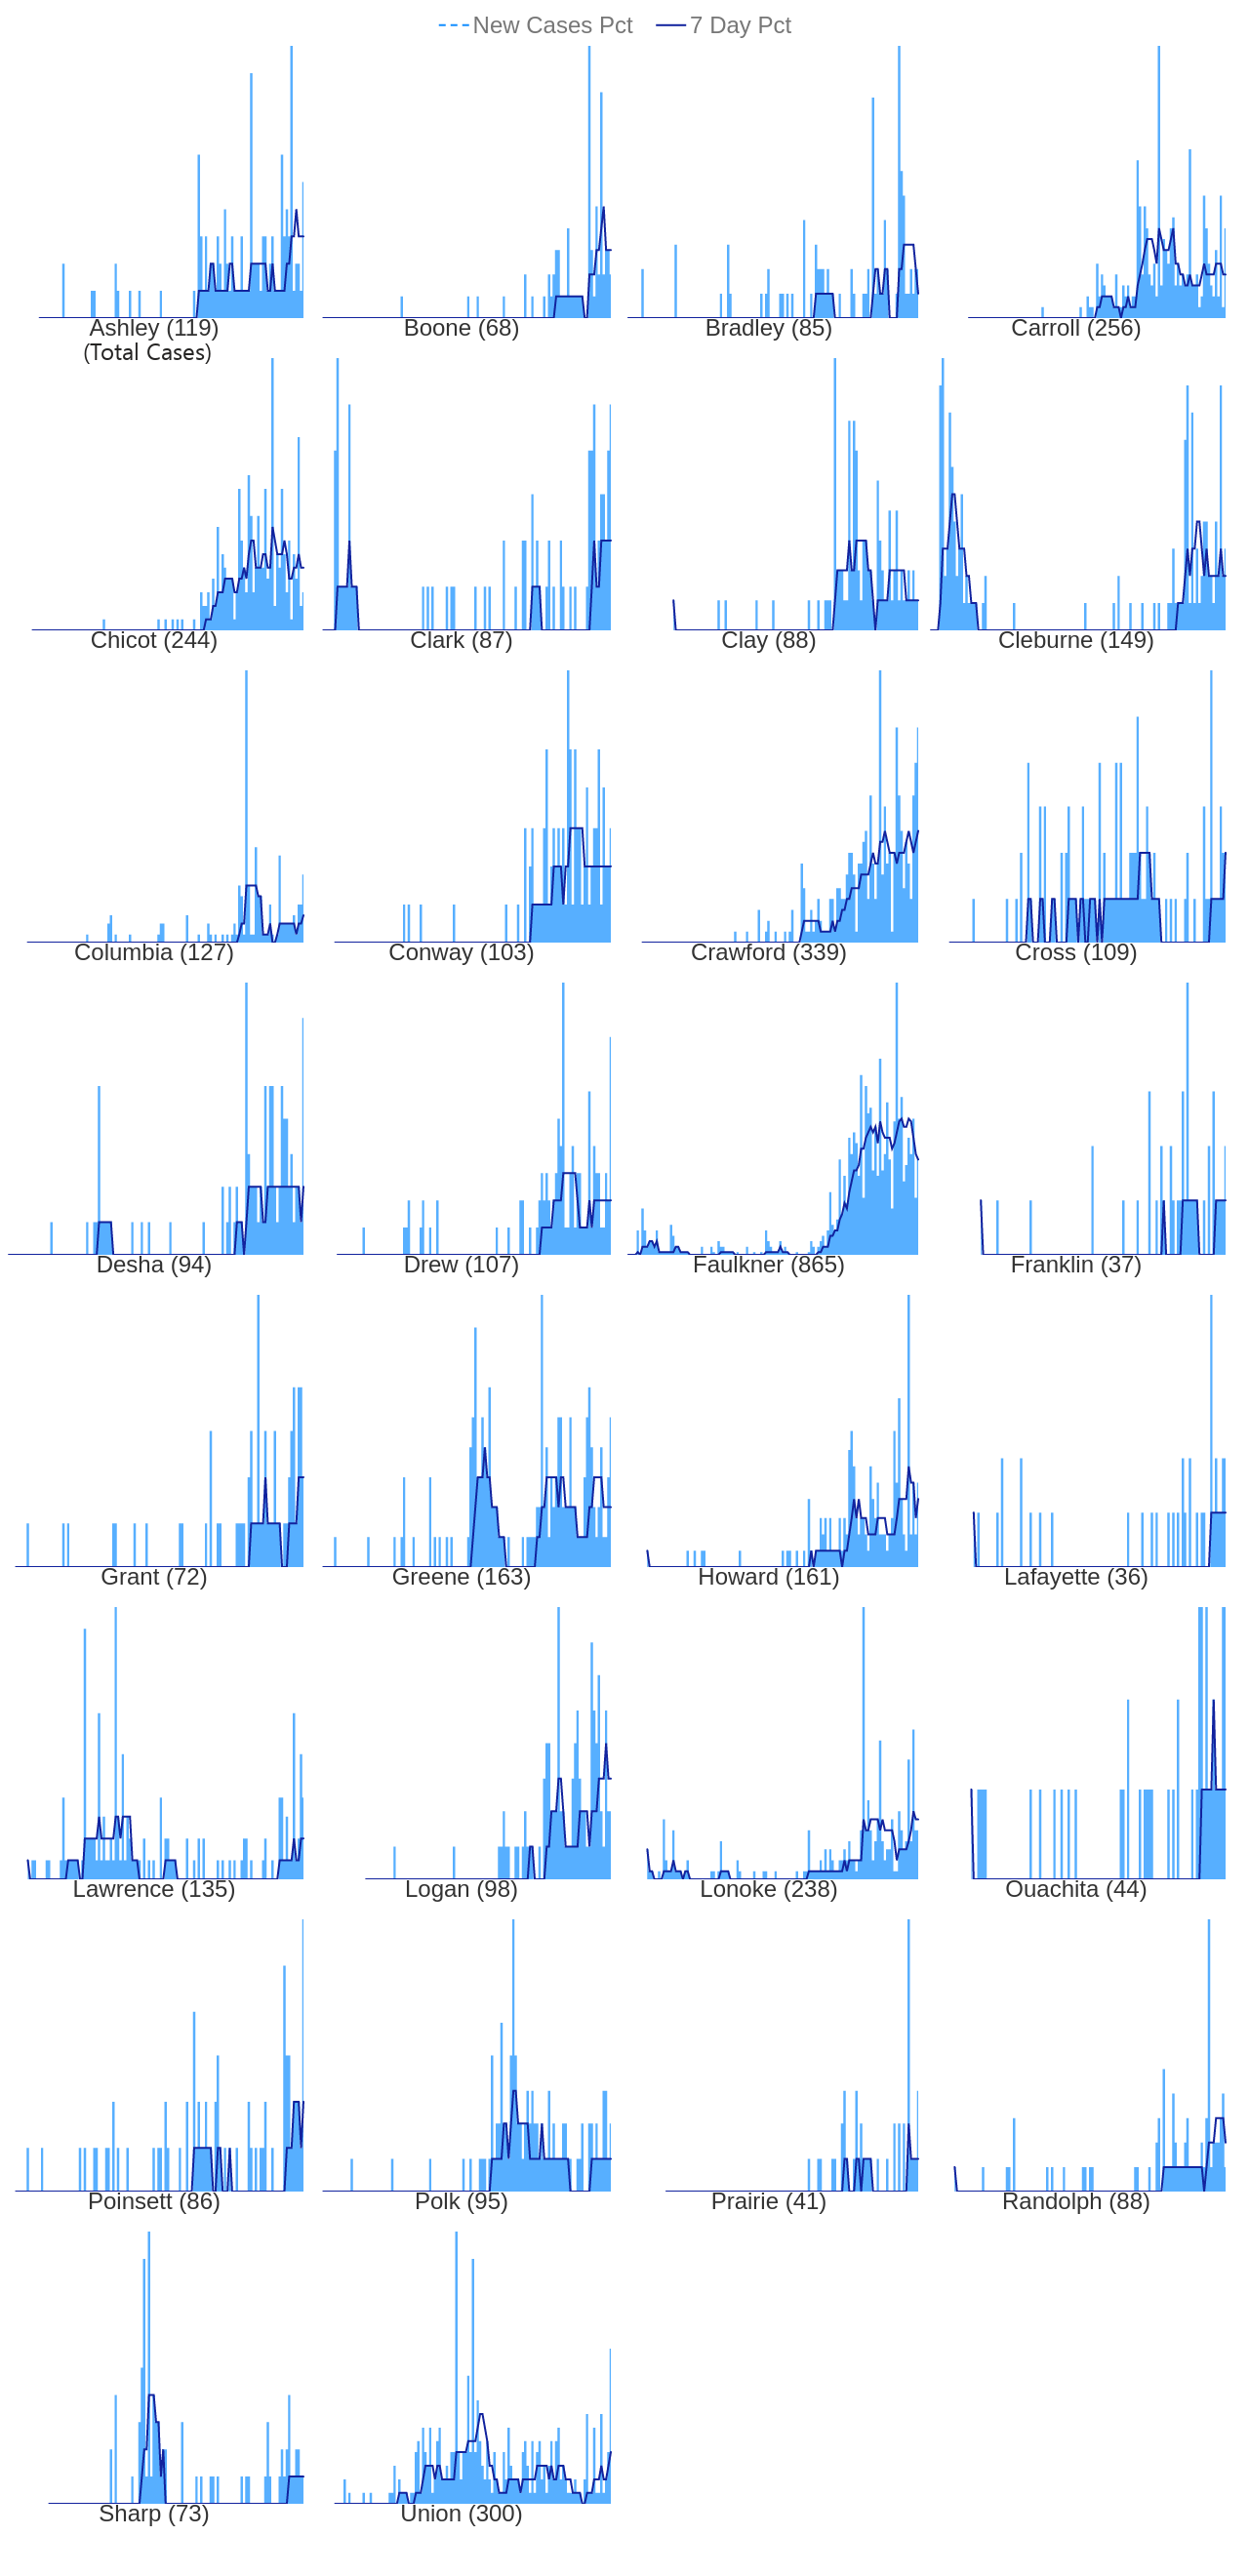 New Cases Pct 7 Day Pct
Ashley (119) Boone (68) Bradley (85) Carroll (256)
(Total Cases)
Chicot (244) Clark (87) Clay (88) Cleburne (149)
Columbia (127) Conway (103) Crawford (339) Cross (109)
Desha (94) Drew (107) Faulkner (865) Franklin (37)
Grant (72) Greene (163) Howard (161) Lafayette (36)
Lawrence (135) Logan (98) Lonoke (238) Ouachita (44)
Poinsett (86) Polk (95) Prairie (41) Randolph (88)
Sharp (73) Union (300)